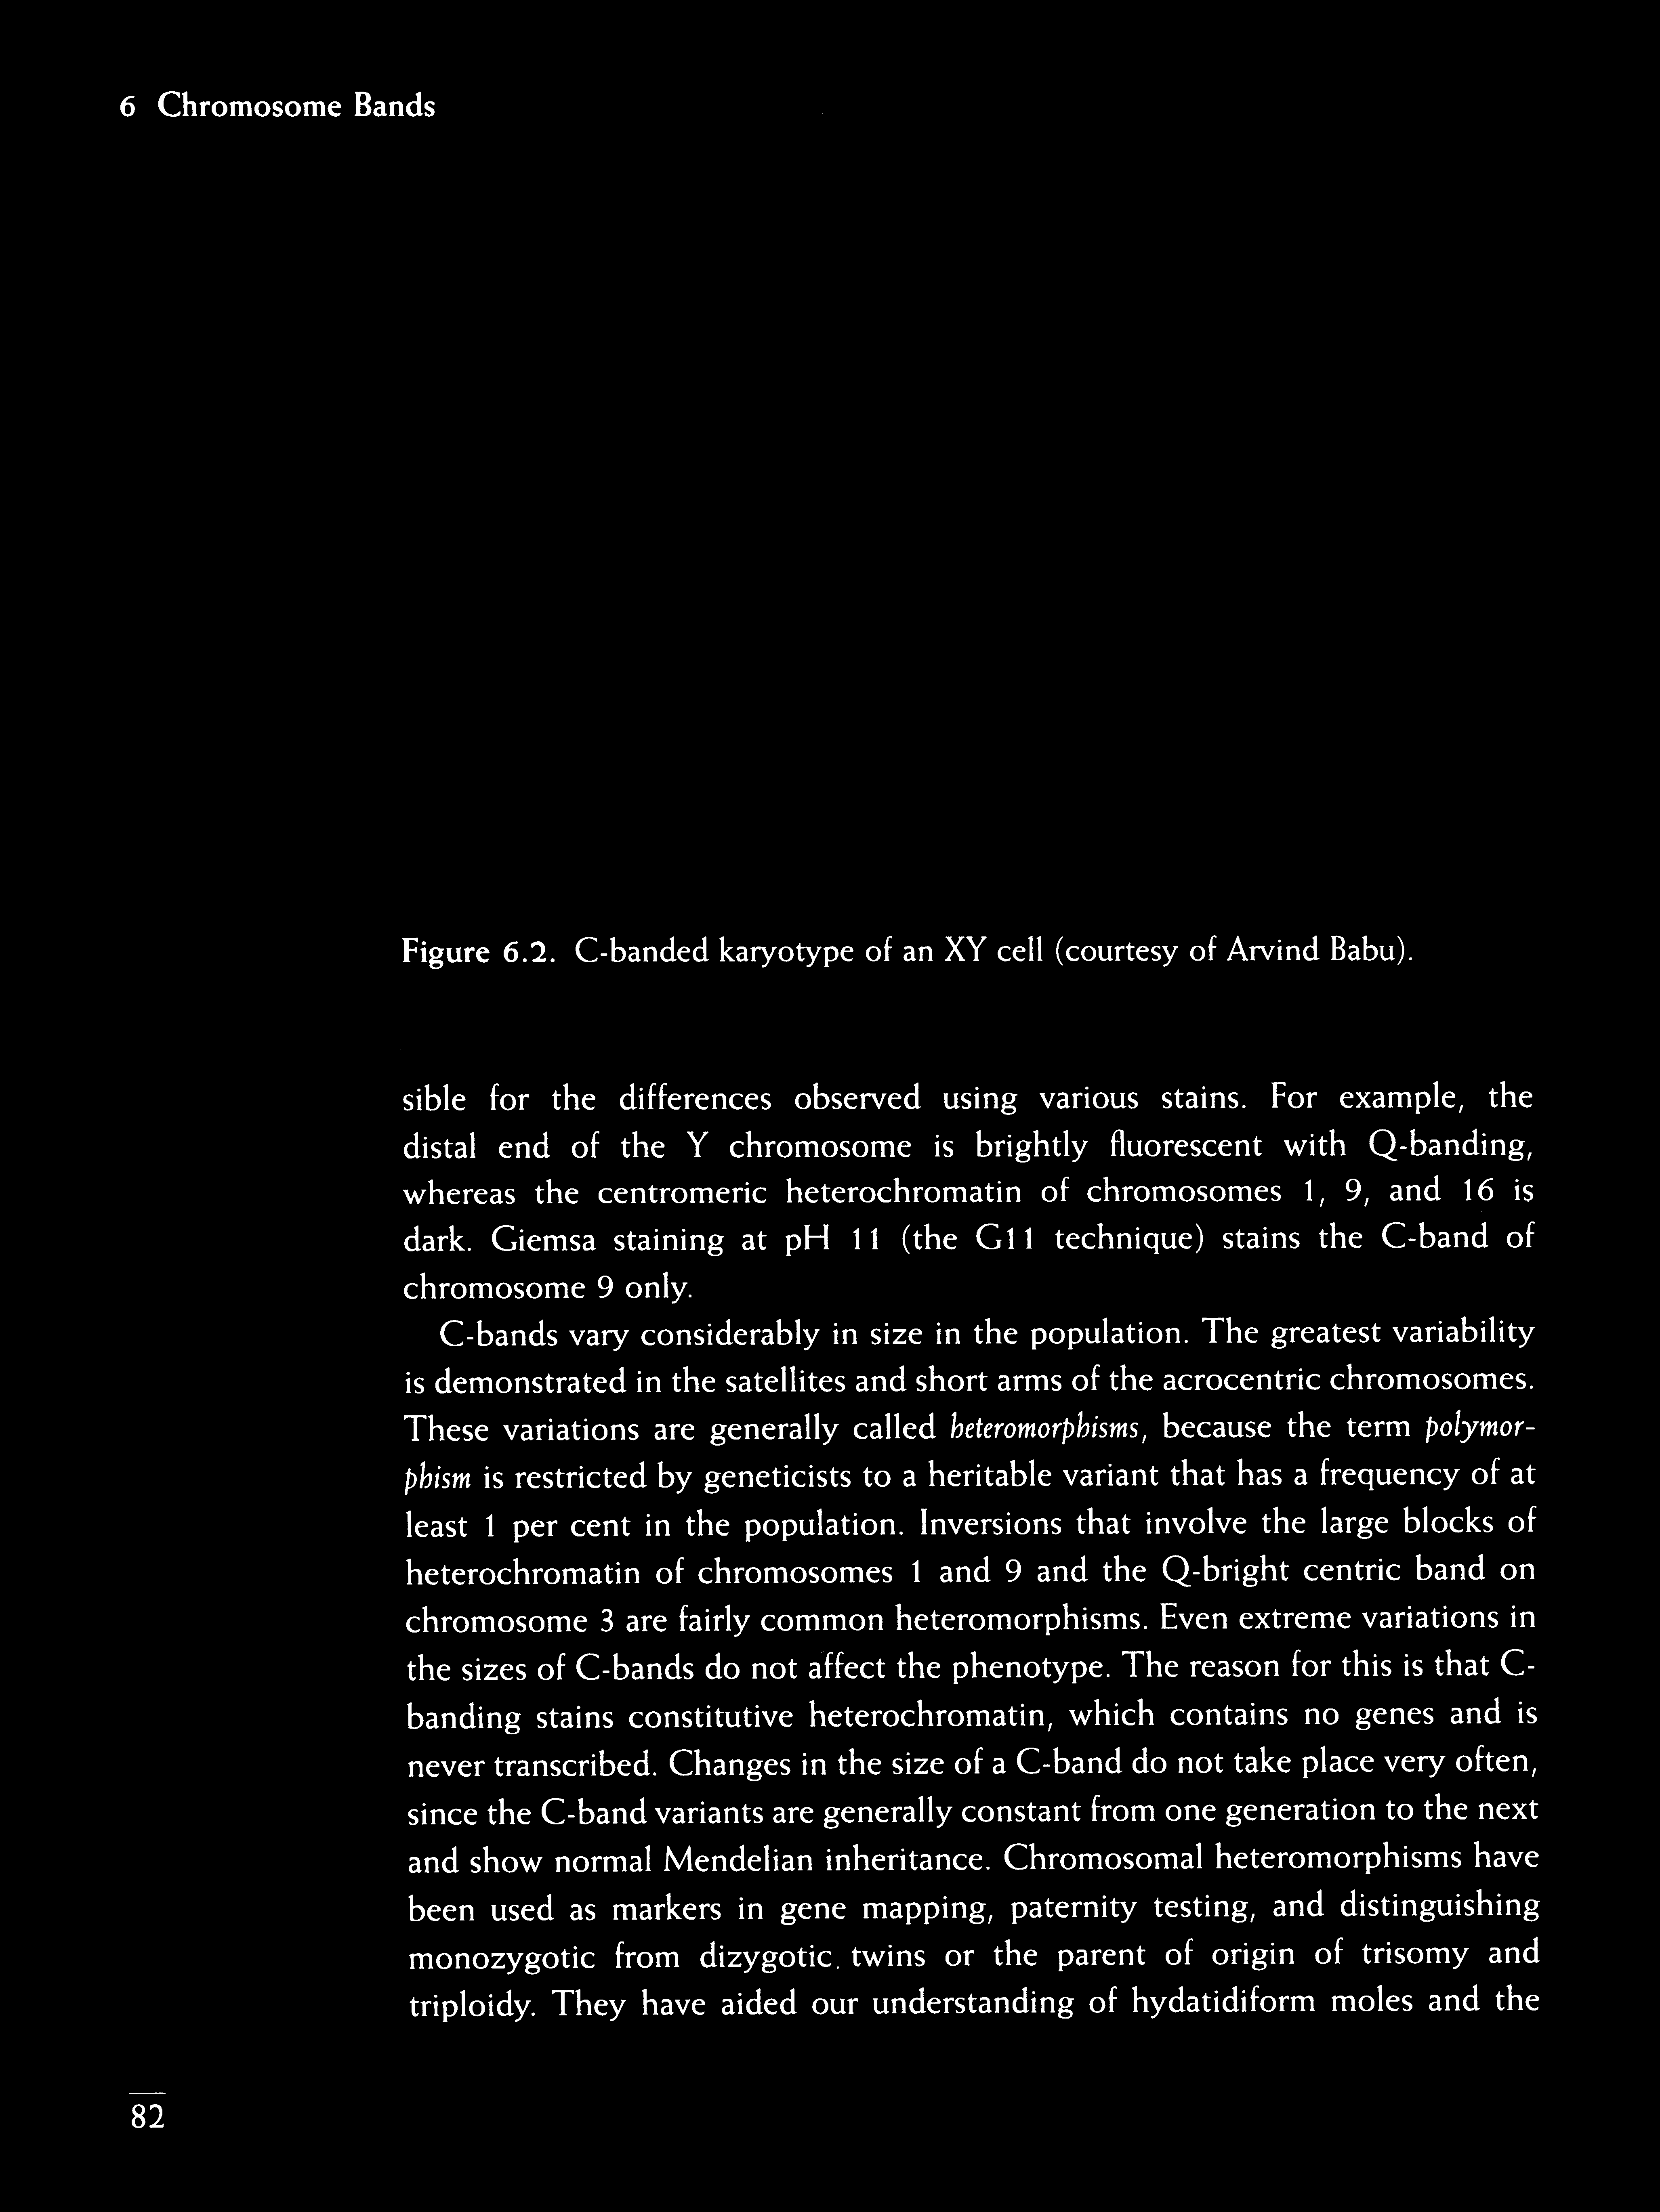 6 Chromosome Bands
Figure 6.2. C-banded karyotype of an XY cell (courtesy of Arvind Babu).
sible for the differences observed using various stains. For example, the
distal end of the Y chromosome is brightly fluorescent with Q-banding,
whereas the centromeric heterochromatin of chromosomes 1, 9, and 16 is
dark. Giemsa staining at pH 11 (the G11 technique) stains the C-band of
chromosome 9 only.
C-bands vary considerably in size in the population. The greatest variability
is demonstrated in the satellites and short arms of the acrocentric chromosomes.
These variations are generally called heteromorphisms, because the term polymor-
phism is restricted by geneticists to a heritable variant that has a frequency of at
least 1 per cent in the population. Inversions that involve the large blocks of
heterochromatin of chromosomes 1 and 9 and the Q-bright centric band on
chromosome 3 are fairly common heteromorphisms. Even extreme variations in
the sizes of C-bands do not affect the phenotype. The reason for this is that C-
banding stains constitutive heterochromatin, which contains no genes and is
never transcribed. Changes in the size of a C-band do not take place very often,
since the C-band variants are generally constant from one generation to the next
and show normal Mendelian inheritance. Chromosomal heteromorphisms have
been used as markers in gene mapping, paternity testing, and distinguishing
monozygotic from dizygotic. twins or the parent of origin of trisomy and
triploidy. They have aided our understanding of hydatidiform moles and the
82